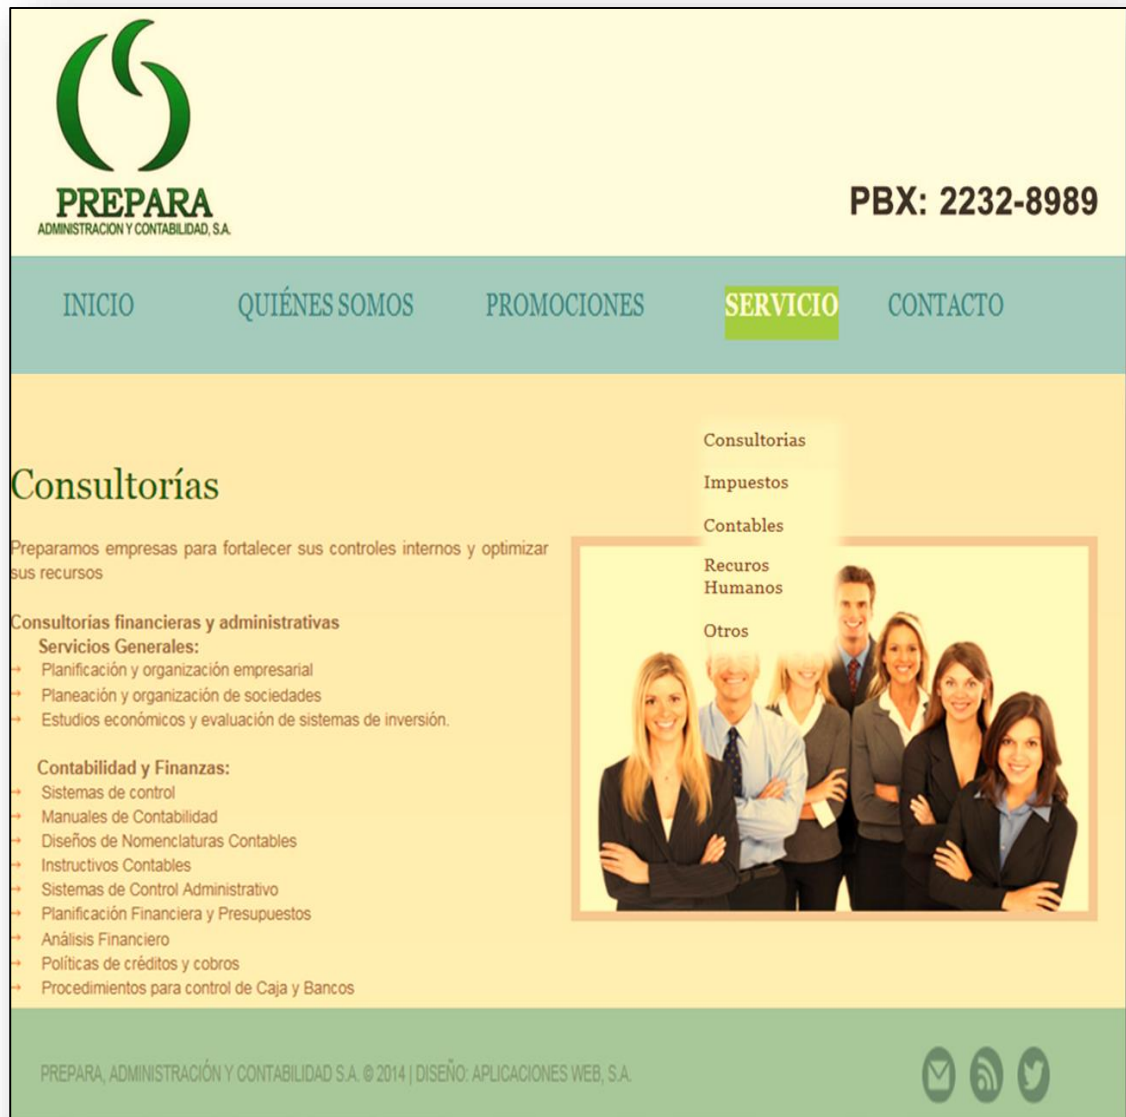 PREPARA
ADMINISTRACION Y CONTABILIDAD, S.A.
PBX: 2232-8989
INICIO QUIÉNES SOMOS PROMOCIONES SERVICIO CONTACTO
Consultorias
Impuestos
Contables
Recuros
Humanos
Otros
Consultorías
Preparamos empresas para fortalecer sus controles internos y optimizar
sus recursos
Consultorías financieras y administrativas
Servicios Generales:
→ Planificación y organización empresarial
→ Planeación y organización de sociedades
→ Estudios económicos y evaluación de sistemas de inversión.
Contabilidad y Finanzas:
→ Sistemas de control
→ Manuales de Contabilidad
→ Diseños de Nomenclaturas Contables
→ Instructivos Contables
→ Sistemas de Control Administrativo
→ Planificación Financiera y Presupuestos
→ Análisis Financiero
→ Políticas de créditos y cobros
→ Procedimientos para control de Caja y Bancos
PREPARA, ADMINISTRACIÓN Y CONTABILIDAD S.A. © 2014 | DISEÑO: APLICACIONES WEB, S.A.